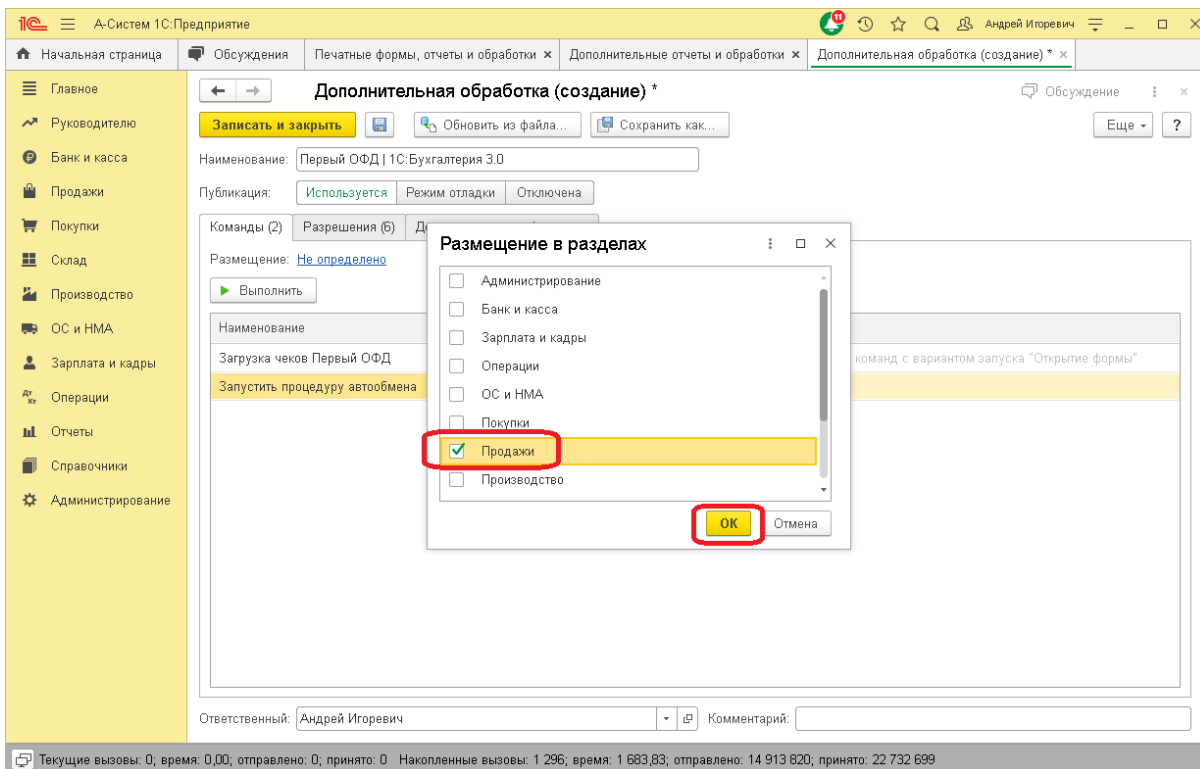 1С А-Систем 1С:Предприятие 11 Андрей Игоревич
Начальная страница Обсуждения Печатные формы, отчеты и обработки × Дополнительные отчеты и обработки × Дополнительная обработка (создание) * ×
Главное
Руководителю
Банк и касса
Продажи
Покупки
Склад
Производство
ОС и НМА
Зарплата и кадры
Дт Кт Операции
Отчеты
Справочники
Администрирование
Дополнительная обработка (создание) * Обсуждение
Записать и закрыть Обновить из файла... Сохранить как... Еще ?
Наименование: Первый ОФД | 1С:Бухгалтерия 3.0
Публикация: Используется Режим отладки Отключена
Команды (2) Разрешения (6)
Размещение: Не определено
Выполнить
Наименование
Загрузка чеков Первый ОФД команд с вариантом запуска "Открытие формы"
Запустить процедуру автообмена
Размещение в разделах
Администрирование
Банк и касса
Зарплата и кадры
Операции
ОС и НМА
Покупки
Продажи
Производство
ОК Отмена
Ответственный: Андрей Игоревич Комментарий:
Текущие вызовы: 0; время: 0,00; отправлено: 0; принято: 0 Накопленные вызовы: 1 296; время: 1 683,83; отправлено: 14 913 820; принято: 22 732 699